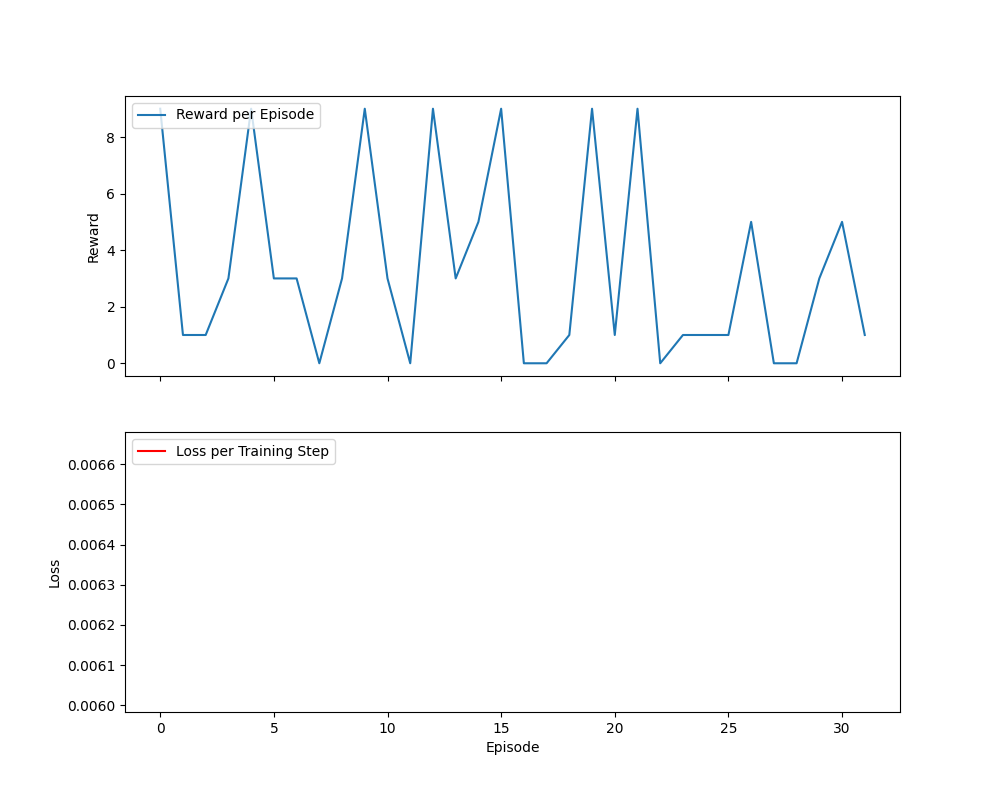 Reward per Episode
8
6
4
2
0
Reward
Loss per Training Step
0.0066
0.0065
0.0064
0.0063
0.0062
0.0061
0.0060
Loss
0 5 10 15 20 25 30
Episode